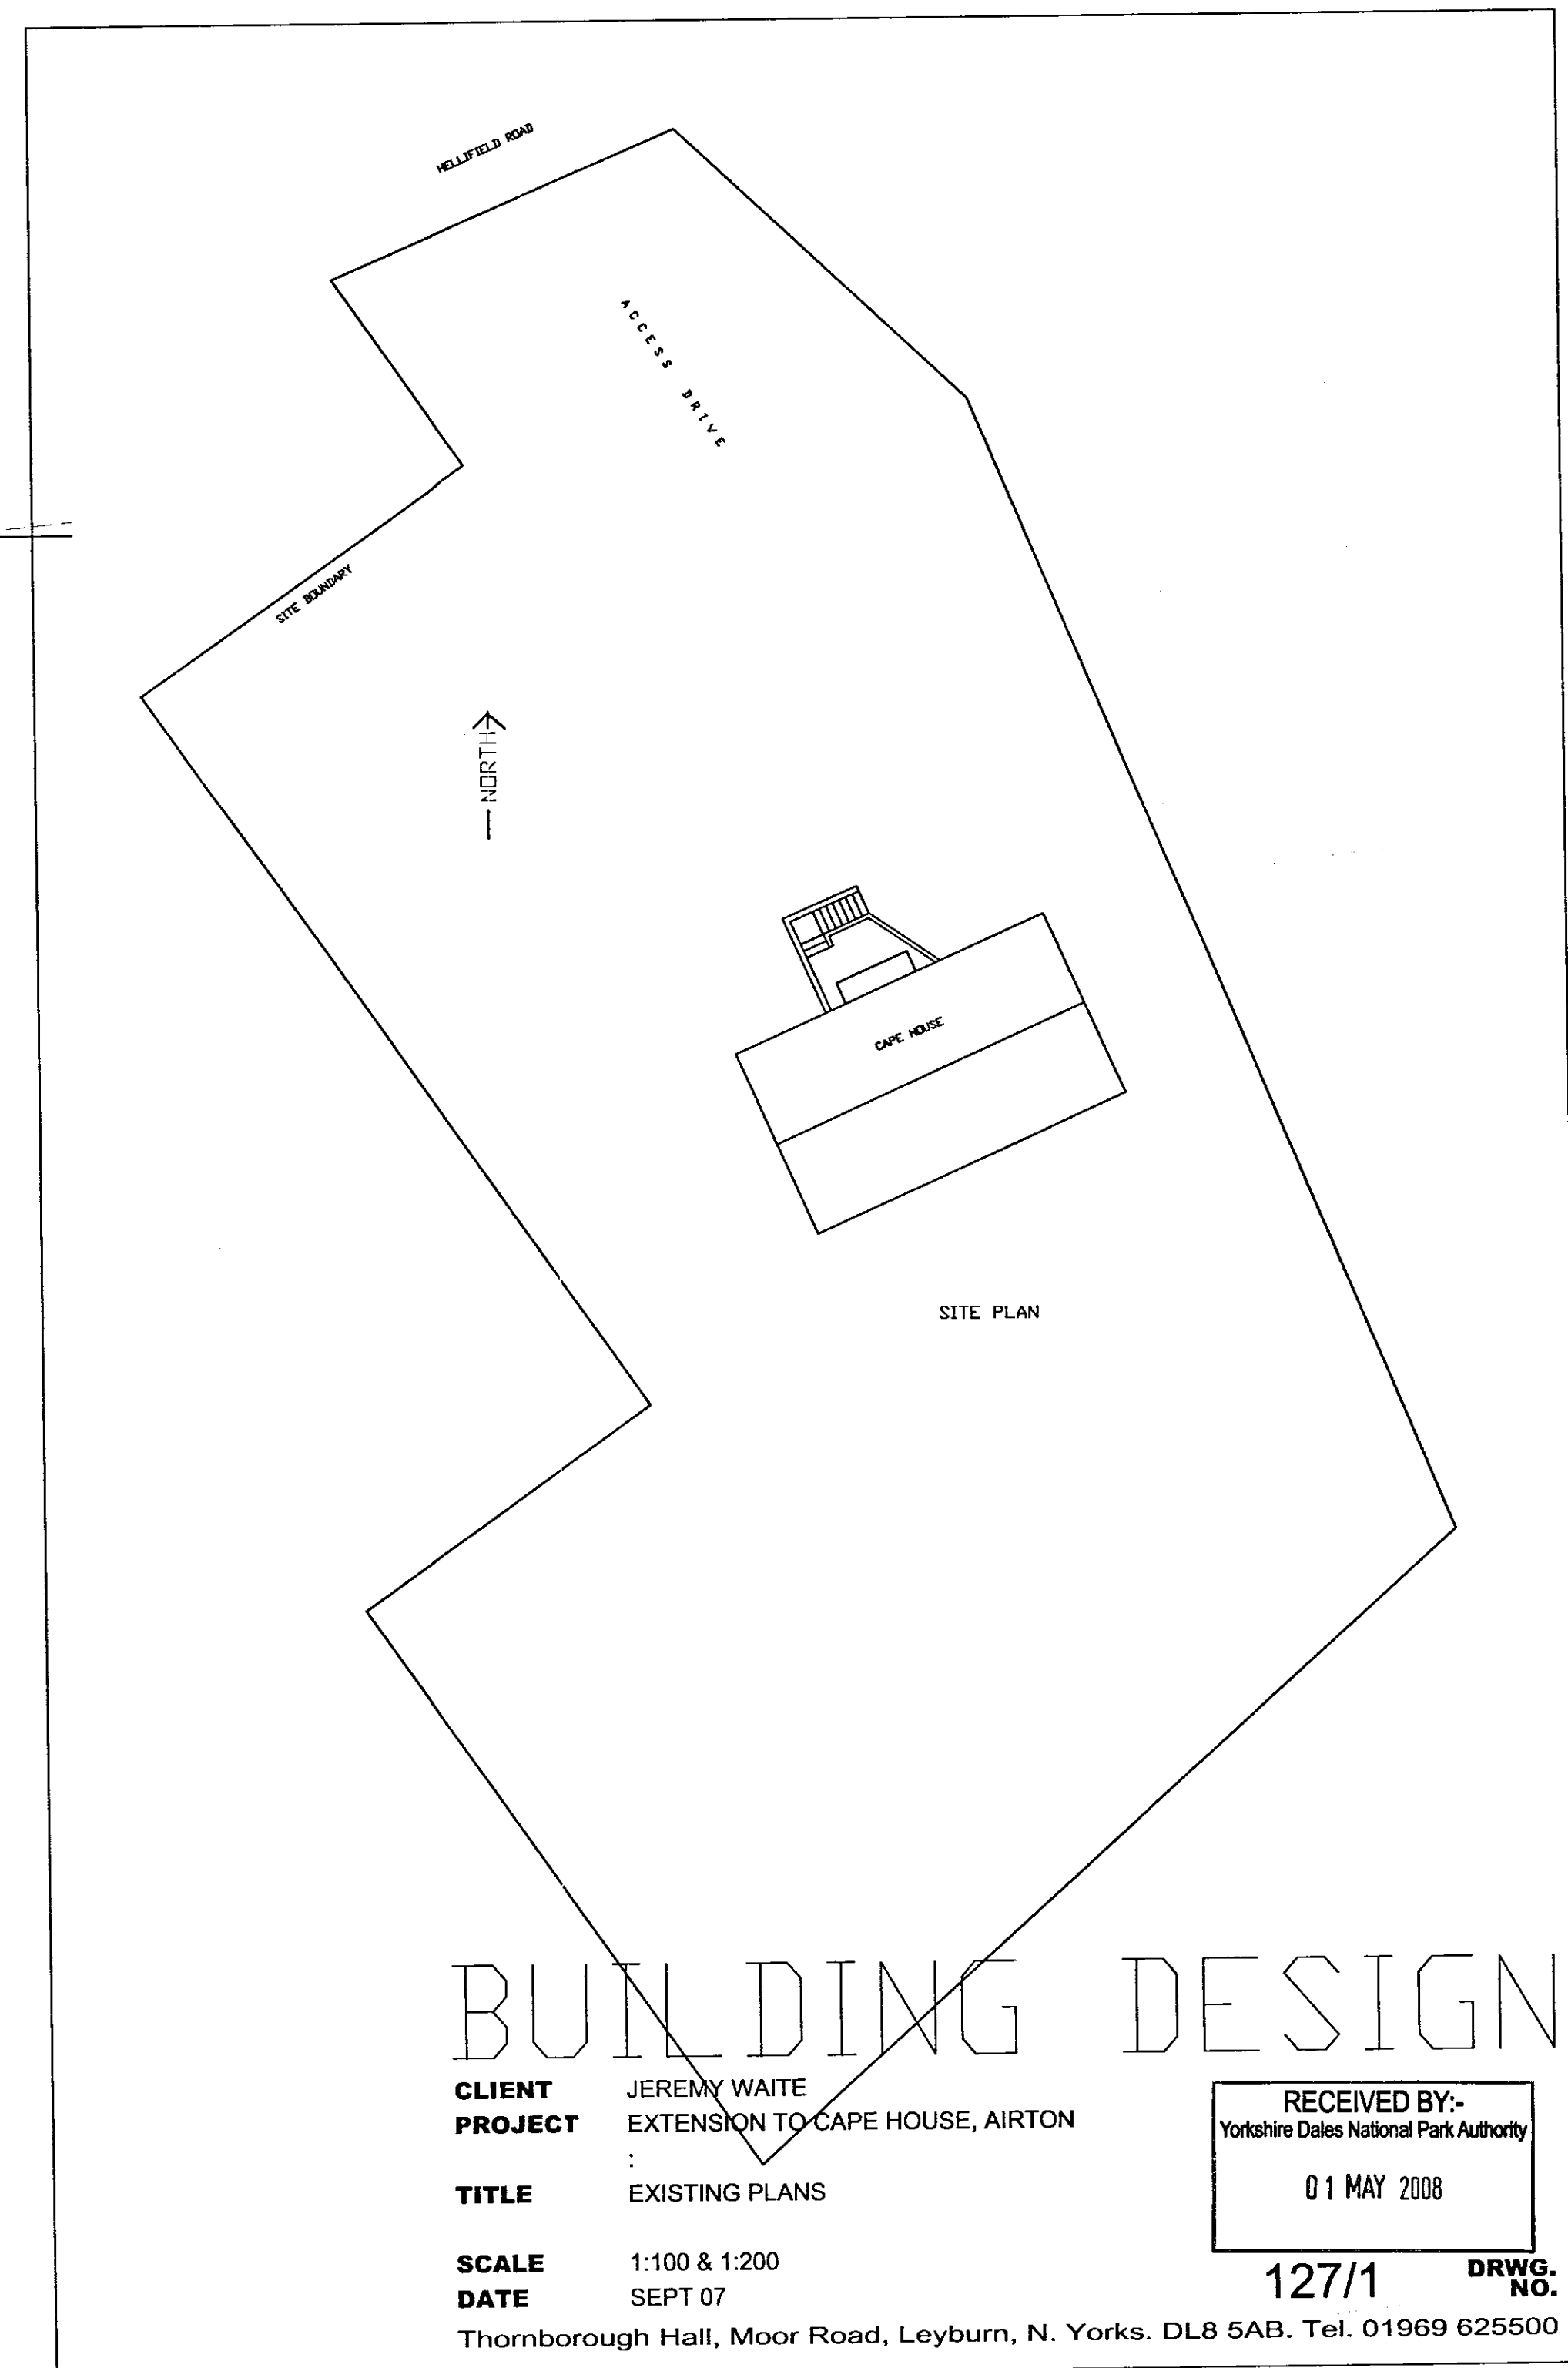 HELLIFIELD ROAD
ACCESS DRIVE
SITE BOUNDARY
NORTH
CAPE HOUSE
SITE PLAN
BUILDING DESIGN
CLIENT JEREMY WAITE
PROJECT EXTENSION TO CAPE HOUSE, AIRTON
:
TITLE EXISTING PLANS
SCALE 1:100 & 1:200
DATE SEPT 07
RECEIVED BY:-
Yorkshire Dales National Park Authority
01 MAY 2008
127/1 DRWG. NO.
Thornborough Hall, Moor Road, Leyburn, N. Yorks. DL8 5AB. Tel. 01969 625500